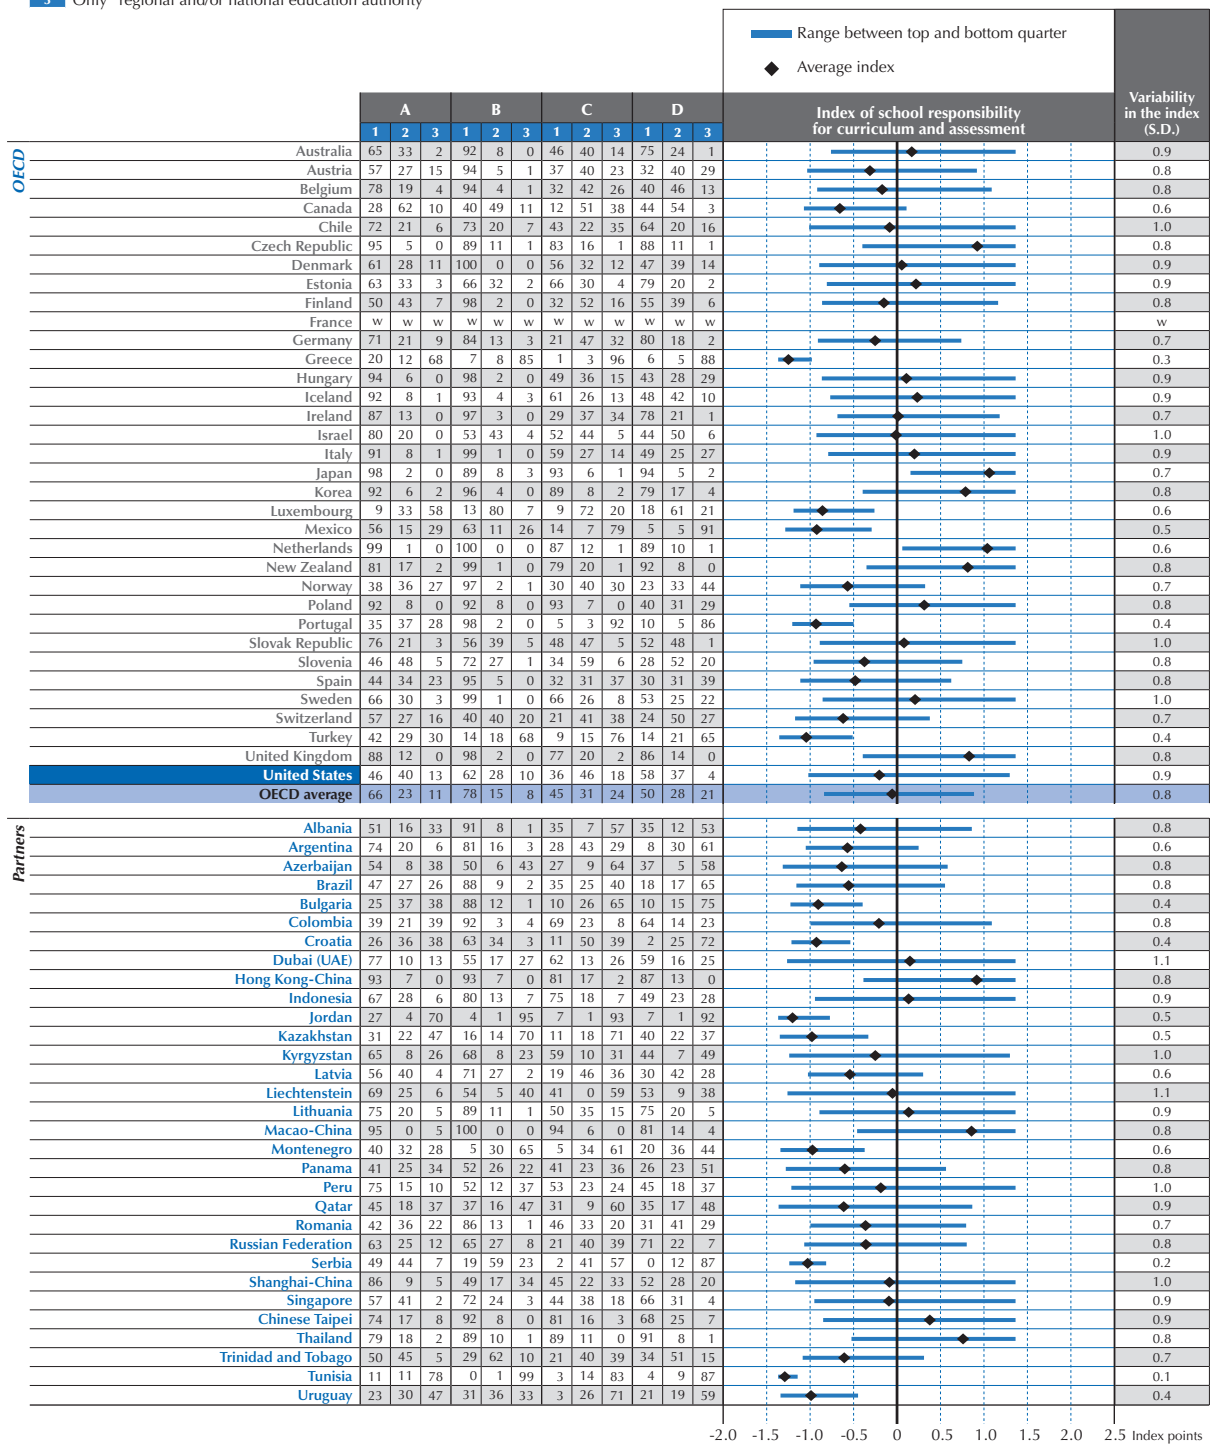 3 Only "regional and/or national education authority"
Range between top and bottom quarter
Average index
A B C D Index of school responsibility for curriculum and assessment Variability in the index (S.D.)
1 2 3 1 2 3 1 2 3 1 2 3
OECD
Australia 65 33 2 92 8 0 46 40 14 75 24 1 0.9
Austria 57 27 15 94 5 1 37 40 23 32 40 29 0.8
Belgium 78 19 4 94 4 1 32 42 26 40 46 13 0.8
Canada 28 62 10 40 49 11 12 51 38 44 54 3 0.6
Chile 72 21 6 73 20 7 43 22 35 64 20 16 1.0
Czech Republic 95 5 0 89 11 1 83 16 1 88 11 1 0.8
Denmark 61 28 11 100 0 0 56 32 12 47 39 14 0.9
Estonia 63 33 3 66 32 2 66 30 4 79 20 2 0.9
Finland 50 43 7 98 2 0 32 52 16 55 39 6 0.8
France w w w w w w w w w w w w w
Germany 71 21 9 84 13 3 21 47 32 80 18 2 0.7
Greece 20 12 68 7 8 85 1 3 96 6 5 88 0.3
Hungary 94 6 0 98 2 0 49 36 15 43 28 29 0.9
Iceland 92 8 1 93 4 3 61 26 13 48 42 10 0.9
Ireland 87 13 0 97 3 0 29 37 34 78 21 1 0.7
Israel 80 20 0 53 43 4 52 44 5 44 50 6 1.0
Italy 91 8 1 99 1 0 59 27 14 49 25 27 0.9
Japan 98 2 0 89 8 3 93 6 1 94 5 2 0.7
Korea 92 6 2 96 4 0 89 8 2 79 17 4 0.8
Luxembourg 9 33 58 13 80 7 9 72 20 18 61 21 0.6
Mexico 56 15 29 63 11 26 14 7 79 5 5 91 0.5
Netherlands 99 1 0 100 0 0 87 12 1 89 10 1 0.6
New Zealand 81 17 2 99 1 0 79 20 1 92 8 0 0.8
Norway 38 36 27 97 2 1 30 40 30 23 33 44 0.7
Poland 92 8 0 92 8 0 93 7 0 40 31 29 0.8
Portugal 35 37 28 98 2 0 5 3 92 10 5 86 0.4
Slovak Republic 76 21 3 56 39 5 48 47 5 52 48 1 1.0
Slovenia 46 48 5 72 27 1 34 59 6 28 52 20 0.8
Spain 44 34 23 95 5 0 32 31 37 30 31 39 0.8
Sweden 66 30 3 99 1 0 66 26 8 53 25 22 1.0
Switzerland 57 27 16 40 40 20 21 41 38 24 50 27 0.7
Turkey 42 29 30 14 18 68 9 15 76 14 21 65 0.4
United Kingdom 88 12 0 98 2 0 77 20 2 86 14 0 0.8
United States 46 40 13 62 28 10 36 46 18 58 37 4 0.9
OECD average 66 23 11 78 15 8 45 31 24 50 28 21 0.8
Partners
Albania 51 16 33 91 8 1 35 7 57 35 12 53 0.8
Argentina 74 20 6 81 16 3 28 43 29 8 30 61 0.6
Azerbaijan 54 8 38 50 6 43 27 9 64 37 5 58 0.8
Brazil 47 27 26 88 9 2 35 25 40 18 17 65 0.8
Bulgaria 25 37 38 88 12 1 10 26 65 10 15 75 0.4
Colombia 39 21 39 92 3 4 69 23 8 64 14 23 0.8
Croatia 26 36 38 63 34 3 11 50 39 2 25 72 0.4
Dubai (UAE) 77 10 13 55 17 27 62 13 26 59 16 25 1.1
Hong Kong-China 93 7 0 93 7 0 81 17 2 87 13 0 0.8
Indonesia 67 28 6 80 13 7 75 18 7 49 23 28 0.9
Jordan 27 4 70 4 1 95 7 1 93 7 1 92 0.5
Kazakhstan 31 22 47 16 14 70 11 18 71 40 22 37 0.5
Kyrgyzstan 65 8 26 68 8 23 59 10 31 44 7 49 1.0
Latvia 56 40 4 71 27 2 19 46 36 30 42 28 0.6
Liechtenstein 69 25 6 54 5 40 41 0 59 53 9 38 1.1
Lithuania 75 20 5 89 11 1 50 35 15 75 20 5 0.9
Macao-China 95 0 5 100 0 0 94 6 0 81 14 4 0.8
Montenegro 40 32 28 5 30 65 5 34 61 20 36 44 0.6
Panama 41 25 34 52 26 22 41 23 36 26 23 51 0.8
Peru 75 15 10 52 12 37 53 23 24 45 18 37 1.0
Qatar 45 18 37 37 16 47 31 9 60 35 17 48 0.9
Romania 42 36 22 86 13 1 46 33 20 31 41 29 0.7
Russian Federation 63 25 12 65 27 8 21 40 39 71 22 7 0.8
Serbia 49 44 7 19 59 23 2 41 57 0 12 87 0.2
Shanghai-China 86 9 5 49 17 34 45 22 33 52 28 20 1.0
Singapore 57 41 2 72 24 3 44 38 18 66 31 4 0.9
Chinese Taipei 74 17 8 92 8 0 81 16 3 68 25 7 0.9
Thailand 79 18 2 89 10 1 89 11 0 91 8 1 0.8
Trinidad and Tobago 50 45 5 29 62 10 21 40 39 34 51 15 0.7
Tunisia 11 11 78 0 1 99 3 14 83 4 9 87 0.1
Uruguay 23 30 47 31 36 33 3 26 71 21 19 59 0.4
-2.0 -1.5 -1.0 -0.5 0 0.5 1.0 1.5 2.0 2.5 Index points